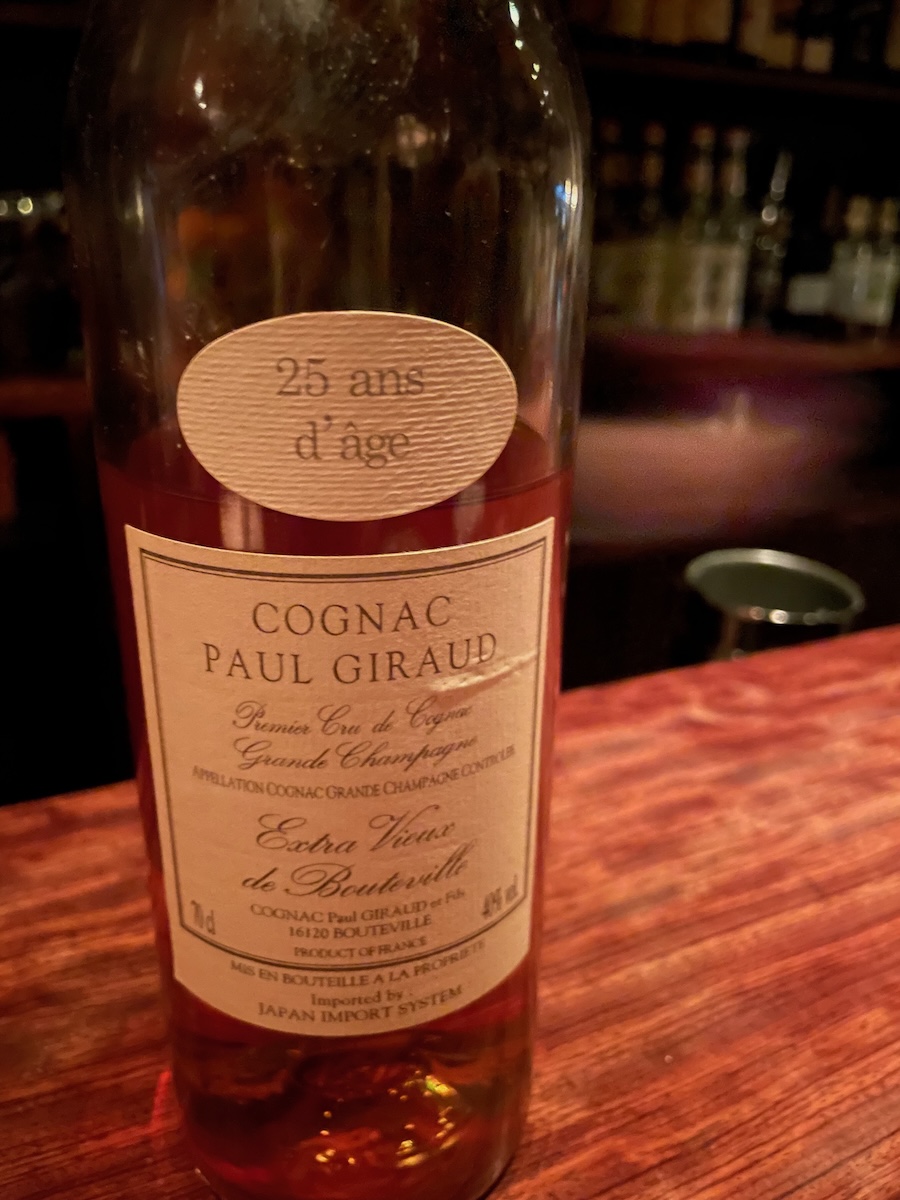 25 ans
d'âge
COGNAC
PAUL GIRAUD
Premier Cru de Cognac
Grande Champagne
APPELLATION COGNAC GRANDE CHAMPAGNE CONTROLEE
Extra Vieux
de Bouteville
COGNAC Paul GIRAUD et Fils
70 cl
40% vol.
16120 BOUTEVILLE
PRODUCT OF FRANCE
MIS EN BOUTEILLE A LA PROPRIETE
Imported by :
JAPAN IMPORT SYSTEM